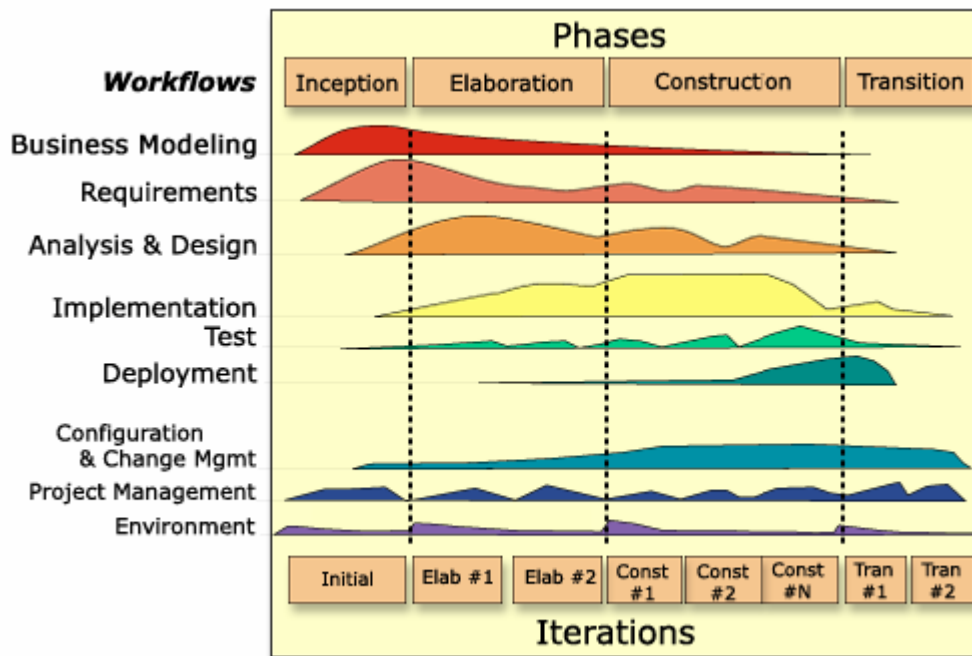 Phases
Workflows
Inception
Elaboration
Construction
Transition
Business Modeling
Requirements
Analysis & Design
Implementation
Test
Deployment
Configuration
& Change Mgmt
Project Management
Environment
Initial
Elab #1
Elab #2
Const
#1
Const
#2
Const
#N
Tran
#1
Tran
#2
Iterations